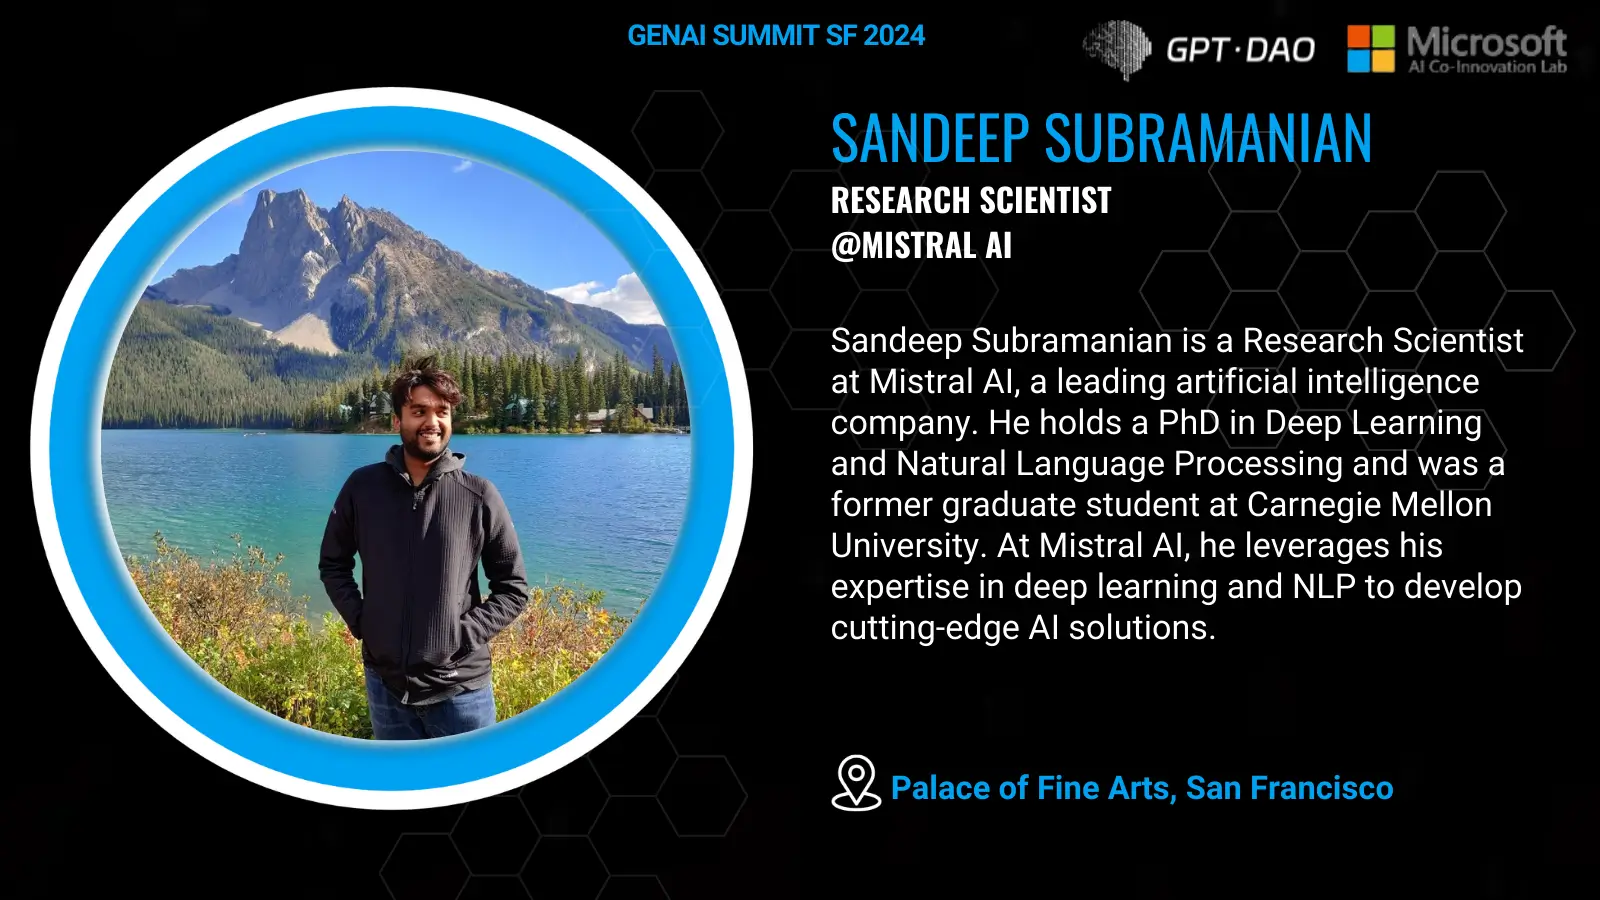 GENAI SUMMIT SF 2024
GPT·DAO
Microsoft
AI Co-Innovation Lab
SANDEEP SUBRAMANIAN
RESEARCH SCIENTIST
@MISTRAL AI
Sandeep Subramanian is a Research Scientist
at Mistral AI, a leading artificial intelligence
company. He holds a PhD in Deep Learning
and Natural Language Processing and was a
former graduate student at Carnegie Mellon
University. At Mistral AI, he leverages his
expertise in deep learning and NLP to develop
cutting-edge AI solutions.
Palace of Fine Arts, San Francisco